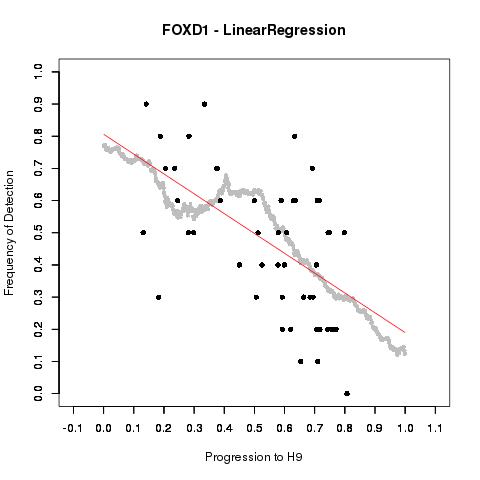 FOXD1 - LinearRegression
Frequency of Detection
1.0
0.9
0.8
0.7
0.6
0.5
0.4
0.3
0.2
0.1
0.0
-0.1 0.0 0.1 0.2 0.3 0.4 0.5 0.6 0.7 0.8 0.9 1.0 1.1
Progression to H9